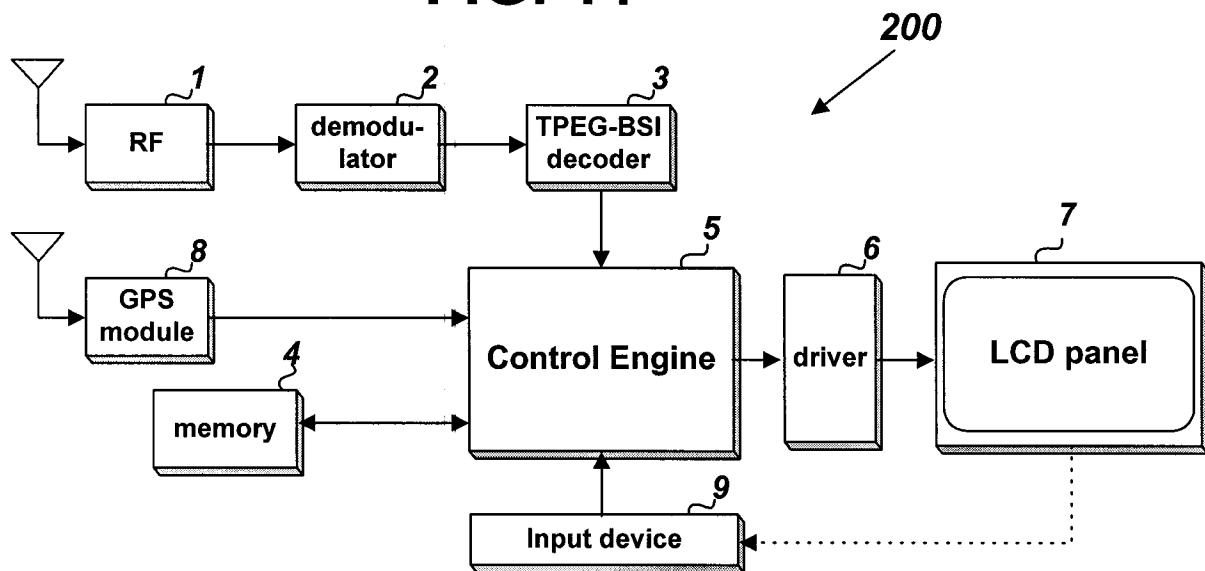 200
1
2
3
RF
demodu-
lator
TPEG-BSI
decoder
8
5
6
7
GPS
module
Control Engine
driver
LCD panel
4
memory
9
Input device